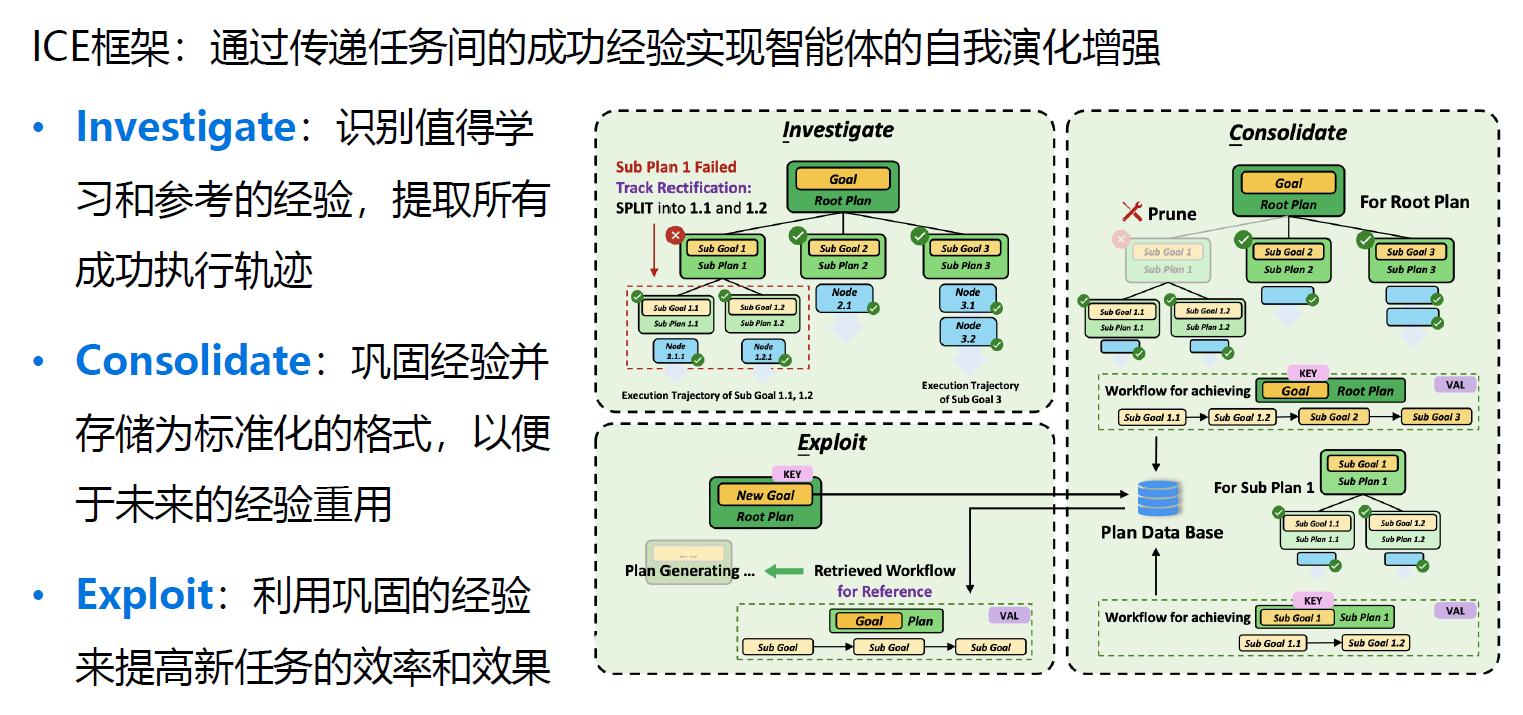 ICE框架：通过传递任务间的成功经验实现智能体的自我演化增强
• Investigate：识别值得学
习和参考的经验，提取所有
成功执行轨迹
• Consolidate：巩固经验并
存储为标准化的格式，以便
于未来的经验重用
• Exploit：利用巩固的经验
来提高新任务的效率和效果
Investigate
Sub Plan 1 Failed
Track Rectification:
SPLIT into 1.1 and 1.2
Goal
Root Plan
Sub Goal 1
Sub Plan 1
Sub Goal 2
Sub Plan 2
Sub Goal 3
Sub Plan 3
Sub Goal 1.1
Sub Plan 1.1
Sub Goal 1.2
Sub Plan 1.2
Node
2.1
Node
3.1
Node
3.2
Node
1.1.1
Node
1.2.1
Execution Trajectory of Sub Goal 1.1, 1.2
Execution Trajectory
of Sub Goal 3
Exploit
KEY
New Goal
Root Plan
... ...
Plan Generating ...
Retrieved Workflow
for Reference
Goal Plan
VAL
Sub Goal
Sub Goal
Sub Goal
Consolidate
Goal
Root Plan
For Root Plan
Prune
Sub Goal 1
Sub Plan 1
Sub Goal 2
Sub Plan 2
Sub Goal 3
Sub Plan 3
Sub Goal 1.1
Sub Plan 1.1
Sub Goal 1.2
Sub Plan 1.2
KEY
VAL
Workflow for achieving Goal Root Plan
Sub Goal 1.1
Sub Goal 1.2
Sub Goal 2
Sub Goal 3
Plan Data Base
For Sub Plan 1
Sub Goal 1
Sub Plan 1
Sub Goal 1.1
Sub Plan 1.1
Sub Goal 1.2
Sub Plan 1.2
KEY
VAL
Workflow for achieving Sub Goal 1 Sub Plan 1
Sub Goal 1.1
Sub Goal 1.2